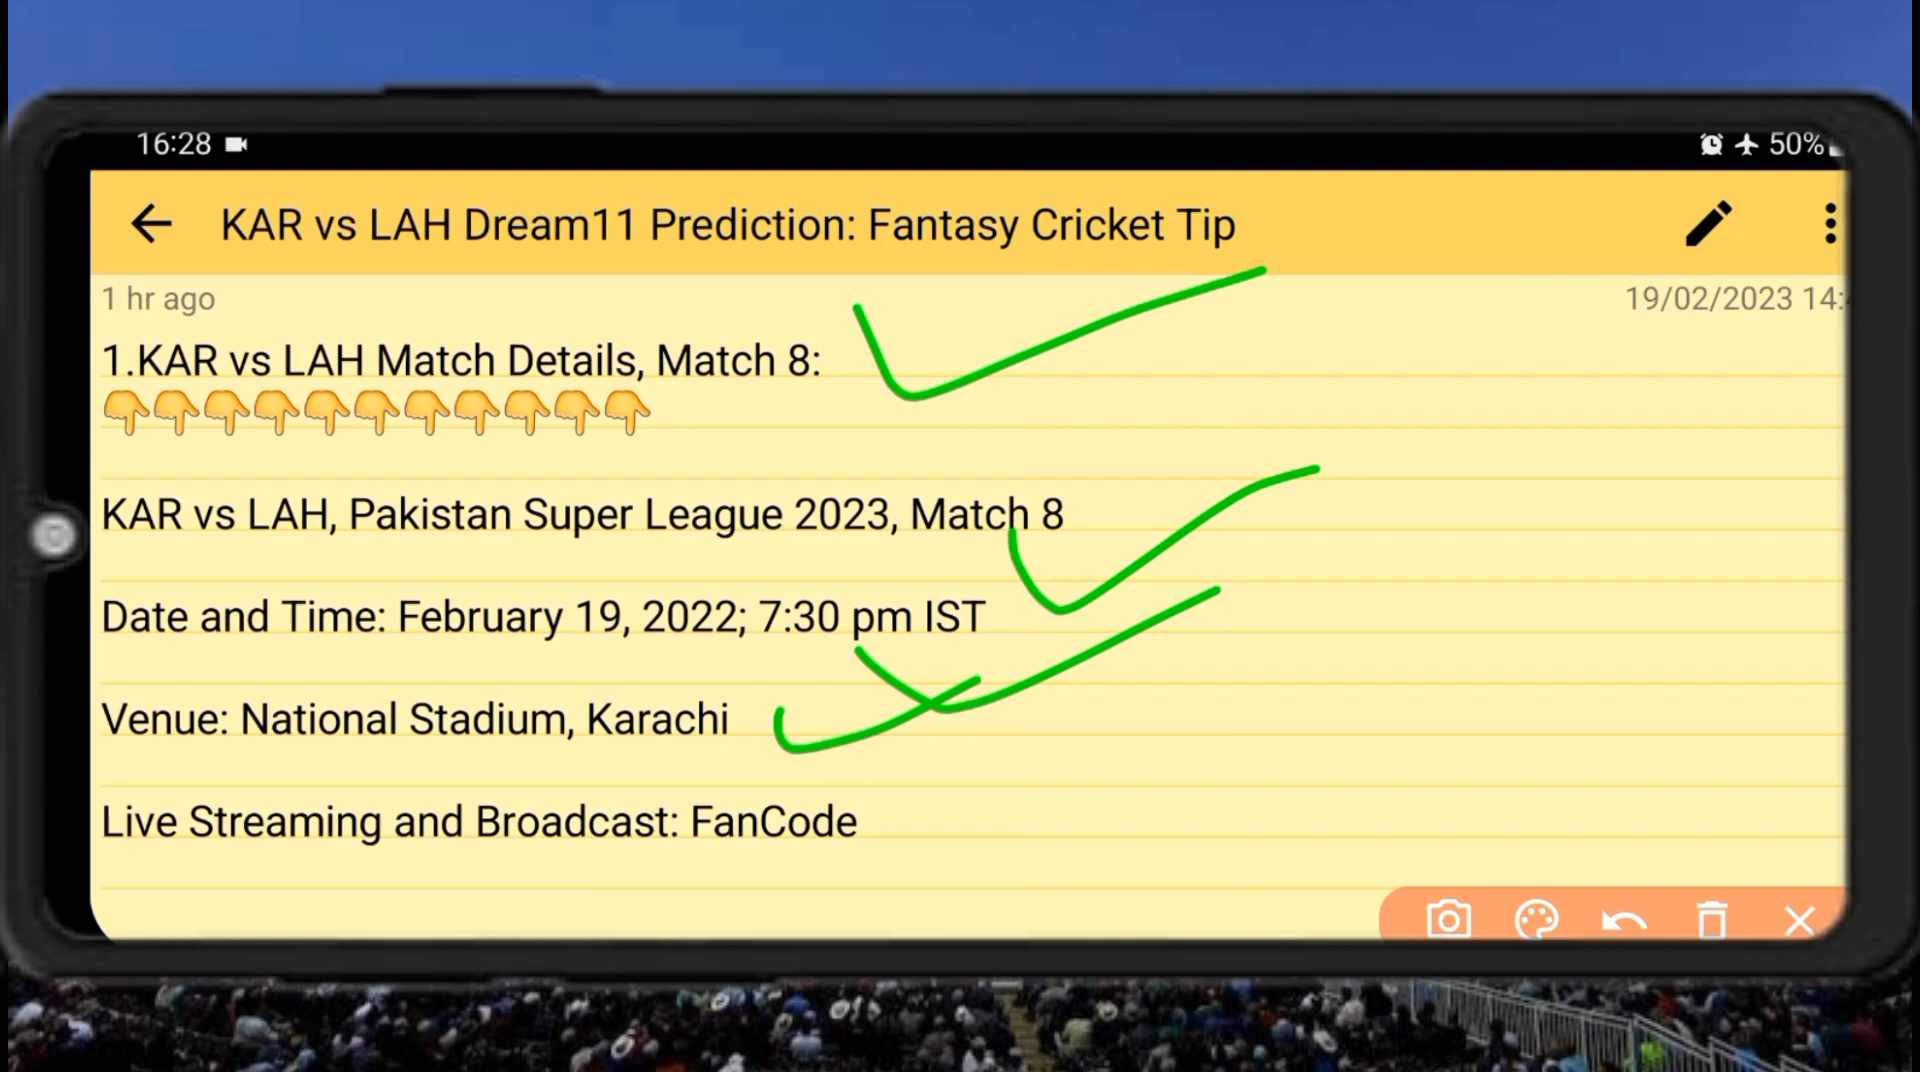 16:28 50%
KAR vs LAH Dream11 Prediction: Fantasy Cricket Tip
1 hr ago 19/02/2023 14:
1.KAR vs LAH Match Details, Match 8:
👇👇👇👇👇👇👇👇👇👇👇
KAR vs LAH, Pakistan Super League 2023, Match 8
Date and Time: February 19, 2022; 7:30 pm IST
Venue: National Stadium, Karachi
Live Streaming and Broadcast: FanCode